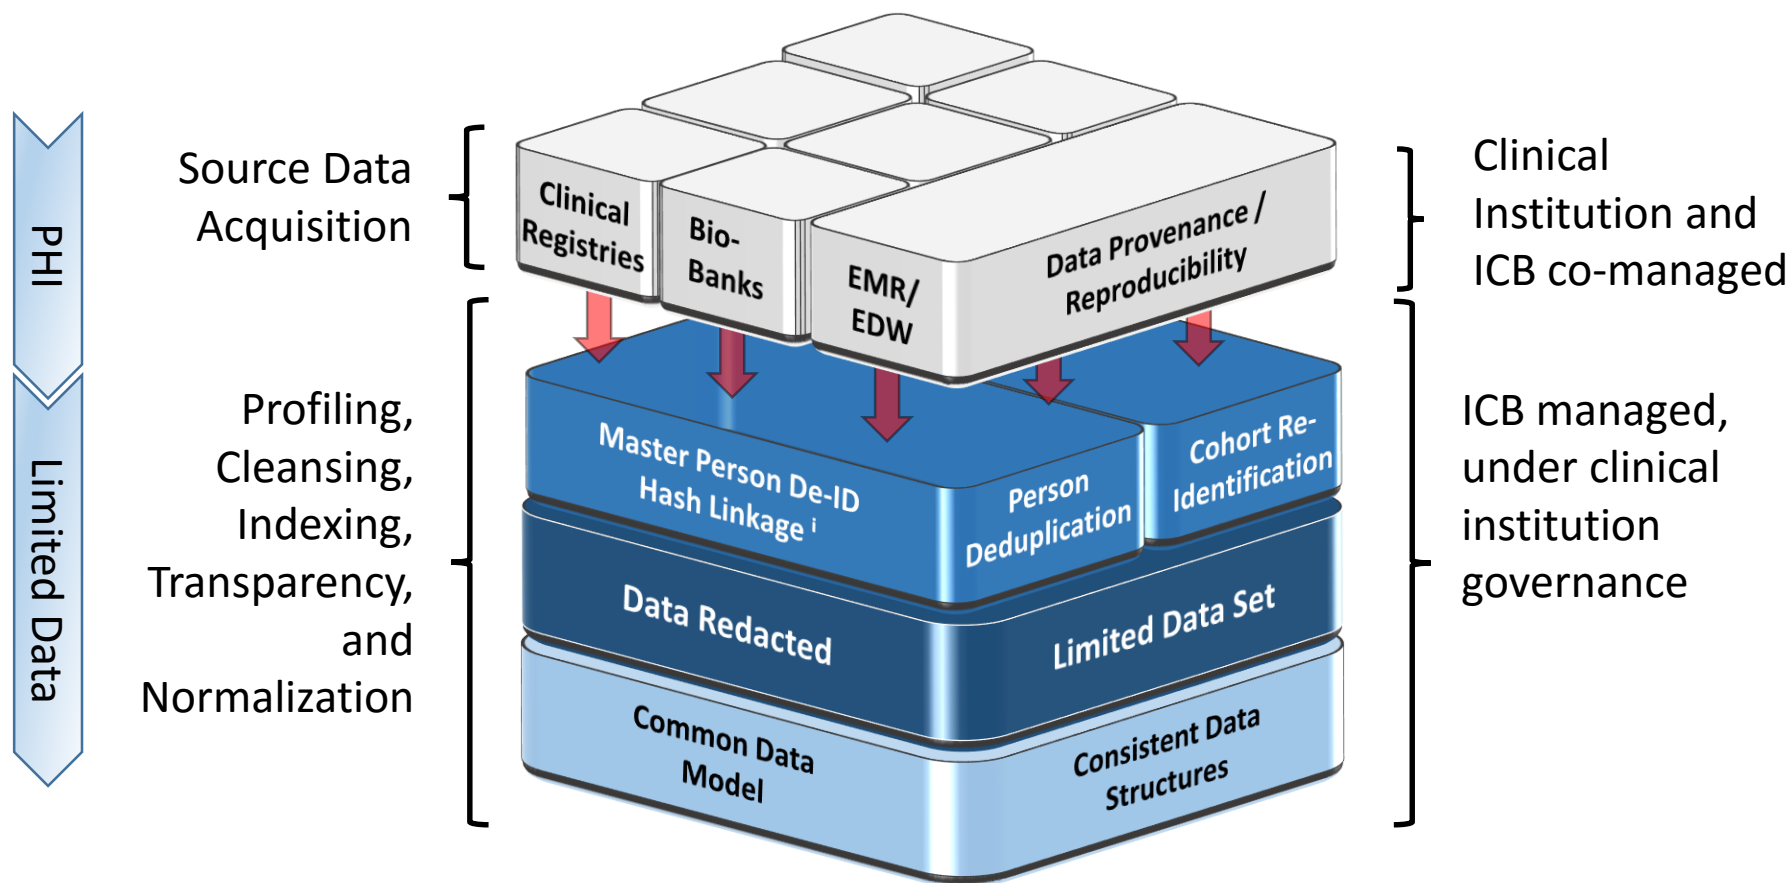 PHI
Limited Data
Source Data
Acquisition
Profiling,
Cleansing,
Indexing,
Transparency,
and
Normalization
Clinical
Registries
Bio-
Banks
EMR/
EDW
Data Provenance /
Reproducibility
Master Person De-ID
Hash Linkage i
Person
Deduplication
Cohort Re-
Identification
Data Redacted
Limited Data Set
Common Data
Model
Consistent Data
Structures
Clinical
Institution and
ICB co-managed
ICB managed,
under clinical
institution
governance